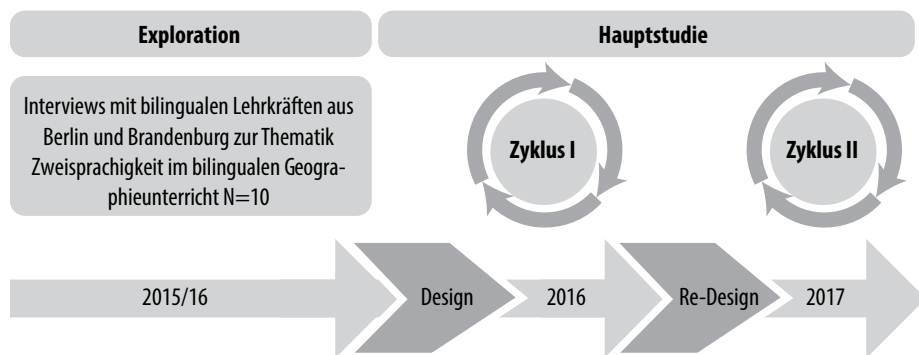 Exploration
Hauptstudie
Interviews mit bilingualen Lehrkräften aus
Berlin und Brandenburg zur Thematik
Zweisprachigkeit im bilingualen Geogra-
phieunterricht N=10
Zyklus I
Zyklus II
2015/16
Design
2016
Re-Design
2017